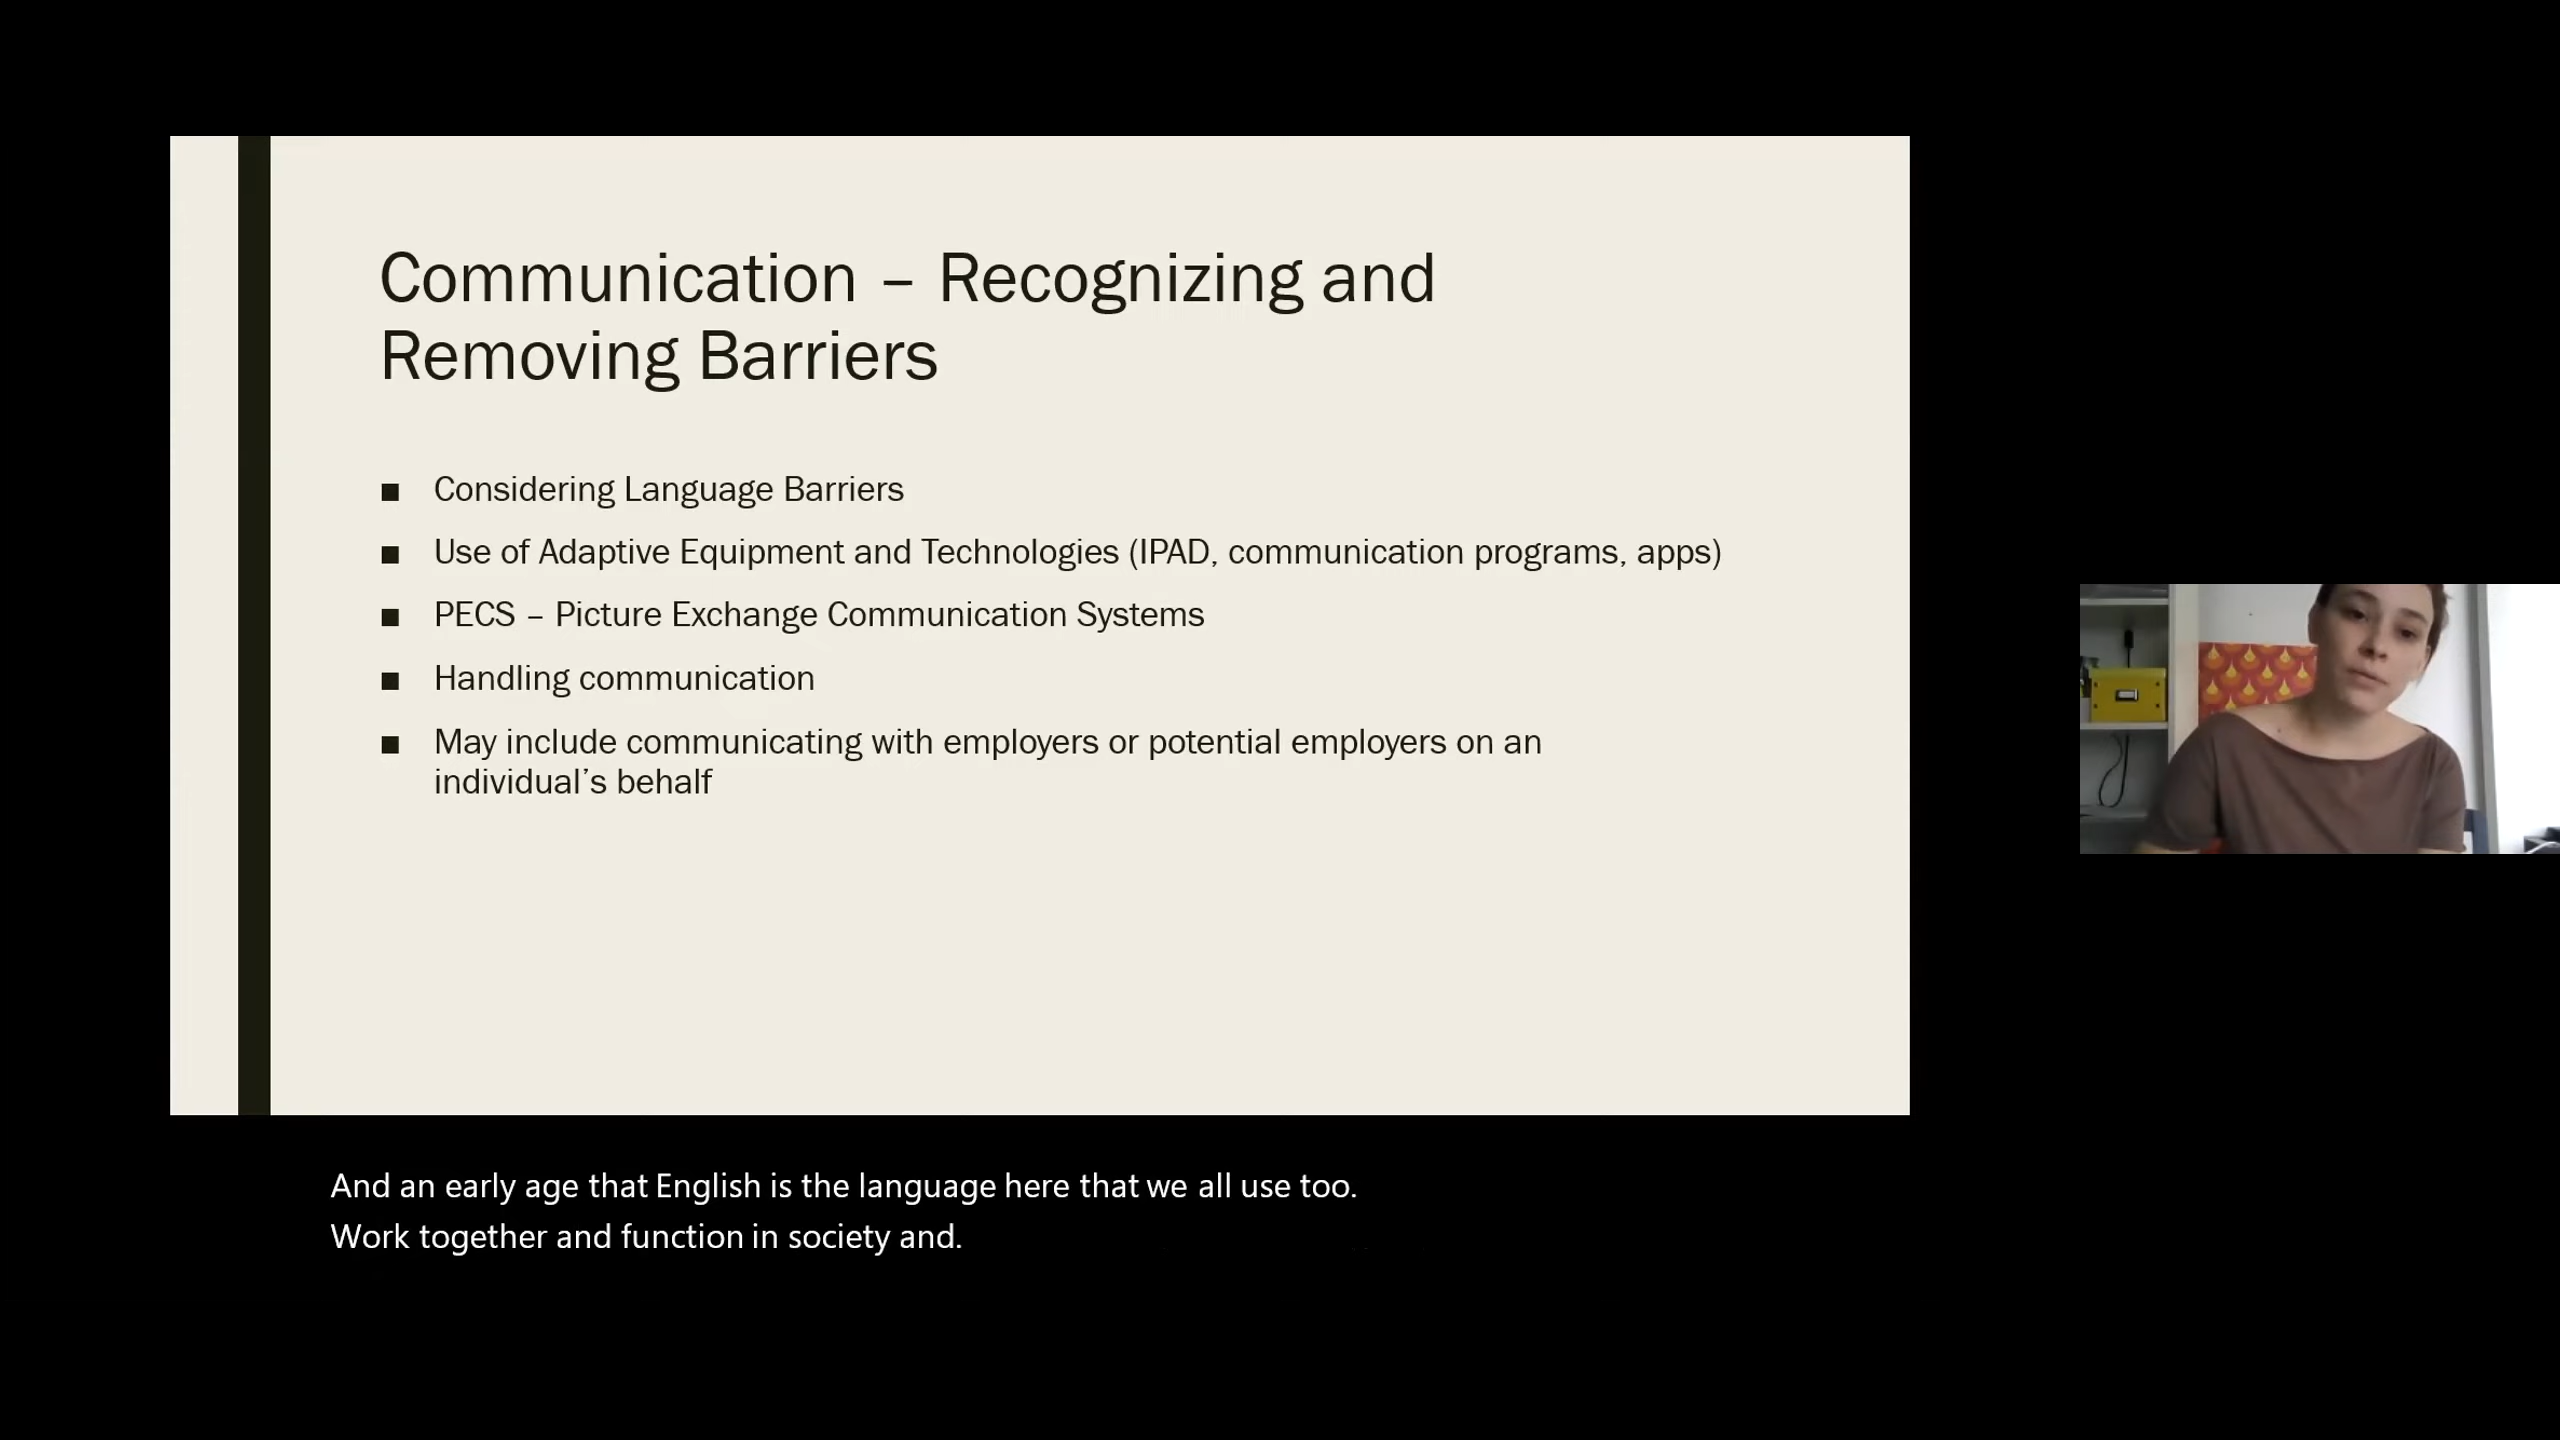 Communication – Recognizing and
Removing Barriers
■ Considering Language Barriers
■ Use of Adaptive Equipment and Technologies (IPAD, communication programs, apps)
■ PECS – Picture Exchange Communication Systems
■ Handling communication
■ May include communicating with employers or potential employers on an
individual’s behalf
And an early age that English is the language here that we all use too.
Work together and function in society and.